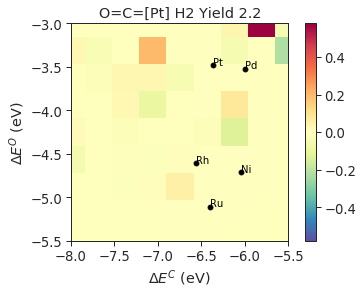 O=C=[Pt] H2 Yield 2.2
−3.0
−3.5
−4.0
−4.5
−5.0
−5.5
ΔE^O (eV)
Pt
Pd
Rh
Ni
Ru
−8.0 −7.5 −7.0 −6.5 −6.0 −5.5
ΔE^C (eV)
0.4
0.2
0.0
−0.2
−0.4